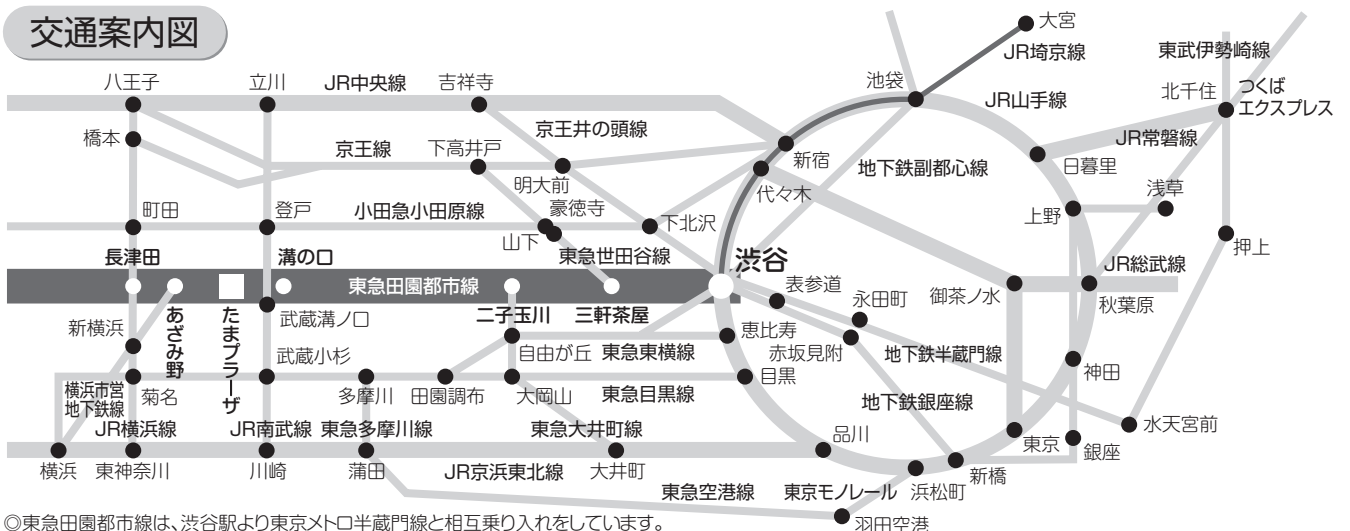 交通案内図
大宮
JR埼京線
東武伊勢崎線
八王子
立川
JR中央線
吉祥寺
池袋
JR山手線
北千住
つくば
エクスプレス
橋本
京王線
下高井戸
京王井の頭線
新宿
地下鉄副都心線
JR常磐線
日暮里
明大前
代々木
浅草
町田
登戸
小田急小田原線
豪徳寺
山下
下北沢
上野
押上
長津田
溝の口
東急世田谷線
渋谷
JR総武線
東急田園都市線
表参道
永田町
御茶ノ水
秋葉原
新横浜
あざみ野
たまプラーザ
武蔵溝ノ口
二子玉川
三軒茶屋
恵比寿
赤坂見附
地下鉄半蔵門線
自由が丘
東急東横線
武蔵小杉
目黒
神田
横浜市営
地下鉄線
菊名
多摩川
田園調布
大岡山
東急目黒線
地下鉄銀座線
JR横浜線
JR南武線
東急多摩川線
東急大井町線
品川
水天宮前
東京
銀座
横浜
東神奈川
川崎
蒲田
JR京浜東北線
大井町
新橋
東急空港線
東京モノレール
浜松町
羽田空港
◎東急田園都市線は、渋谷駅より東京メトロ半蔵門線と相互乗り入れをしています。